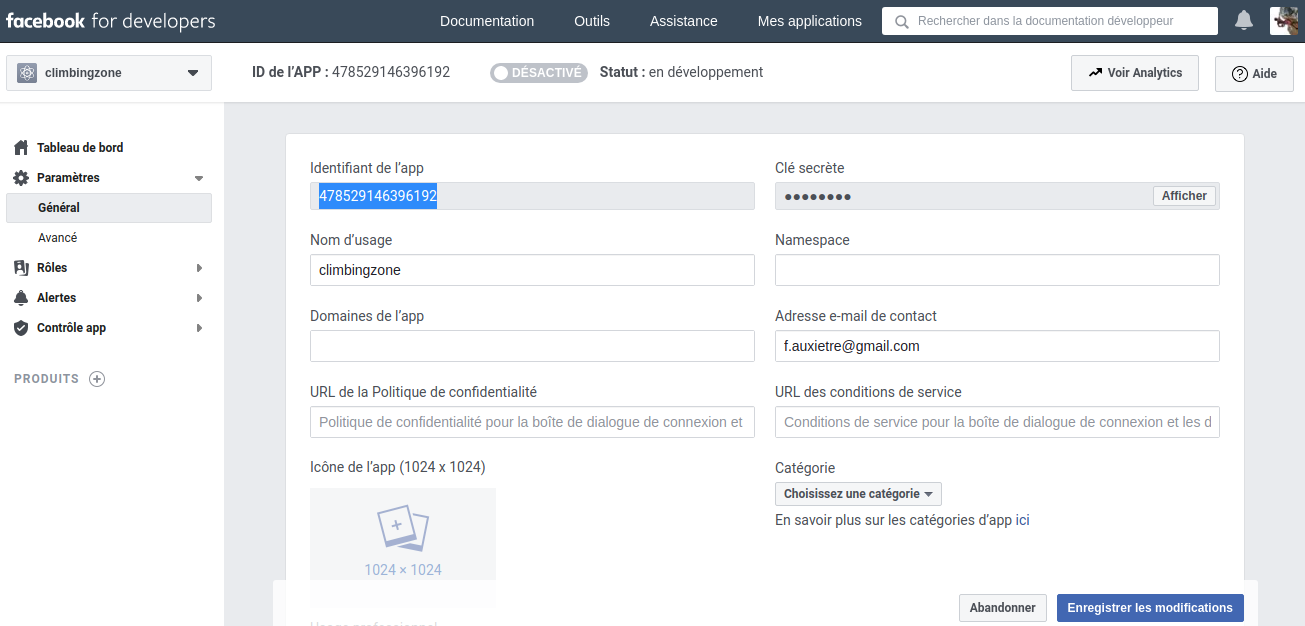 facebook for developers
Documentation Outils Assistance Mes applications Rechercher dans la documentation développeur
climbingzone
ID de l'APP : 478529146396192 DÉSACTIVÉ Statut : en développement Voir Analytics Aide
Tableau de bord
Paramètres
Général
Avancé
Rôles
Alertes
Contrôle app
PRODUITS
Identifiant de l'app
478529146396192
Clé secrète
●●●●●●●● Afficher
Nom d'usage
climbingzone
Namespace
Domaines de l'app
Adresse e-mail de contact
f.auxietre@gmail.com
URL de la Politique de confidentialité
Politique de confidentialité pour la boîte de dialogue de connexion et
URL des conditions de service
Conditions de service pour la boîte de dialogue de connexion et les d
Icône de l'app (1024 x 1024)
1024 × 1024
Catégorie
Choisissez une catégorie
En savoir plus sur les catégories d'app ici
Abandonner Enregistrer les modifications